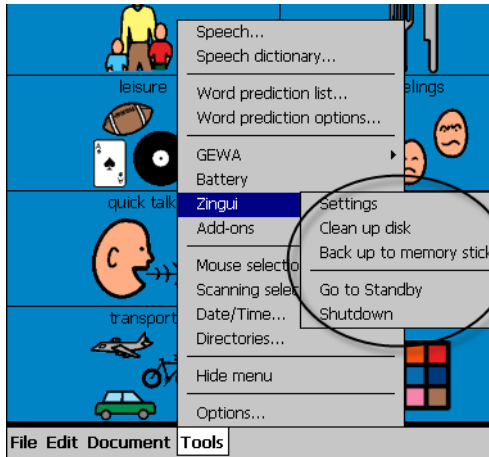 Speech...
Speech dictionary...
leisure
elings
Word prediction list...
Word prediction options...
GEWA
Battery
quick talk
Zingui
Settings
Add-ons
Clean up disk
Mouse selectio
Back up to memory stick
Scanning selec
Go to Standby
transport
Date/Time...
Shutdown
Directories...
Hide menu
Options...
File Edit Document Tools